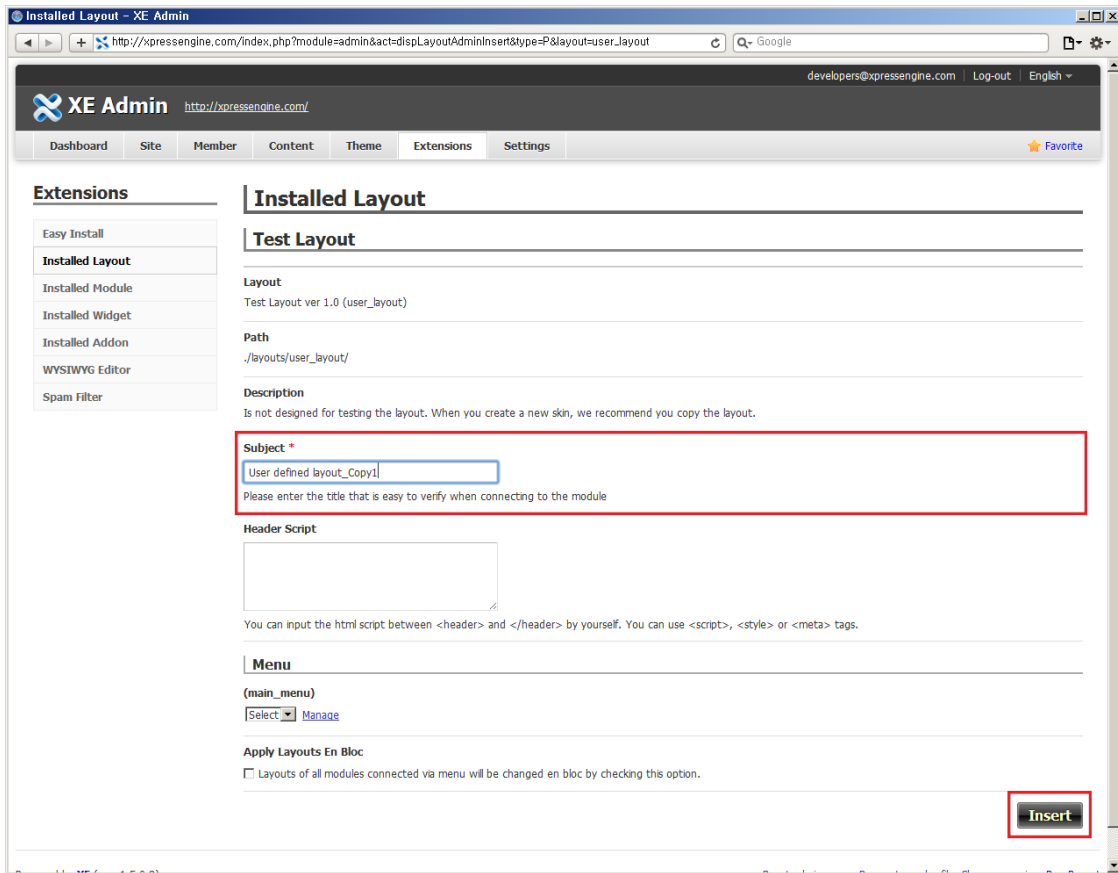 Installed Layout - XE Admin
http://xpressengine.com/index.php?module=admin&act=dispLayoutAdminInsert&type=P&layout=user_layout
Google
developers@xpressengine.com | Log-out | English
XE Admin http://xpressengine.com/
Dashboard Site Member Content Theme Extensions Settings Favorite
Extensions
Easy Install
Installed Layout
Installed Module
Installed Widget
Installed Addon
WYSIWYG Editor
Spam Filter
Installed Layout
Test Layout
Layout
Test Layout ver 1.0 (user_layout)
Path
./layouts/user_layout/
Description
Is not designed for testing the layout. When you create a new skin, we recommend you copy the layout.
Subject *
User defined layout_Copy1
Please enter the title that is easy to verify when connecting to the module
Header Script
You can input the html script between <header> and </header> by yourself. You can use <script>, <style> or <meta> tags.
Menu
(main_menu)
Select Manage
Apply Layouts En Bloc
Layouts of all modules connected via menu will be changed en bloc by checking this option.
Insert